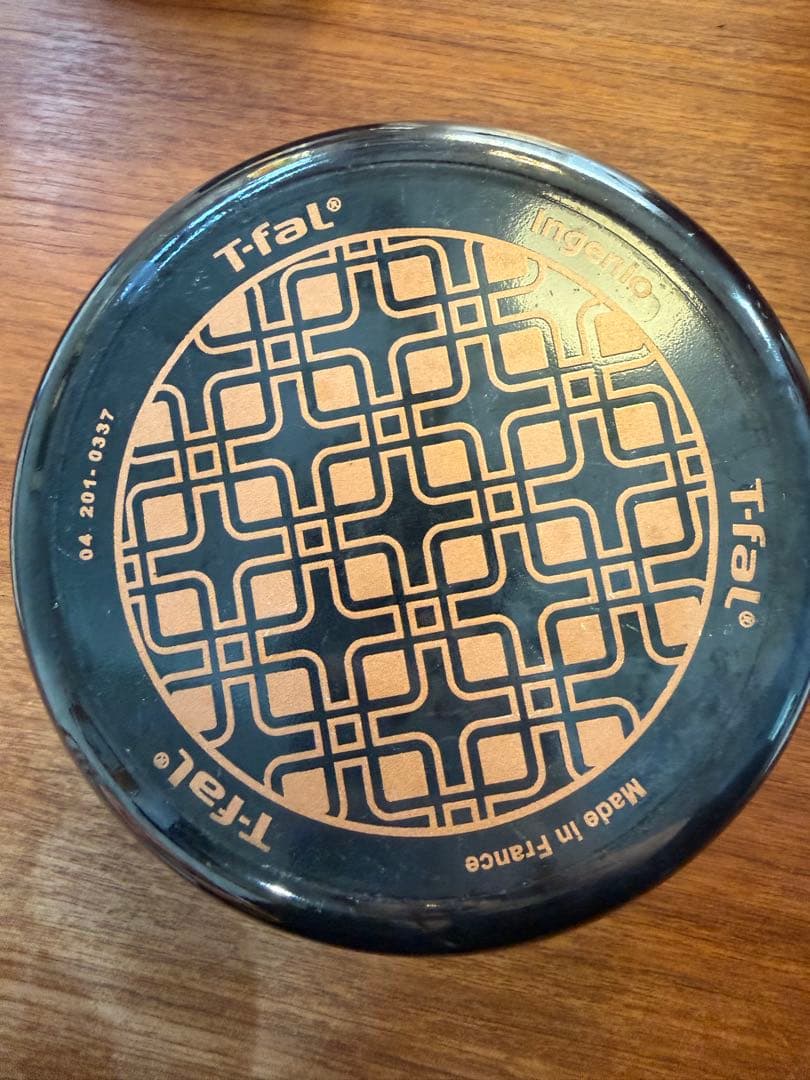 T-fal®
Ingenio
T-fal®
Made in France
T-fal®
04 201-0337